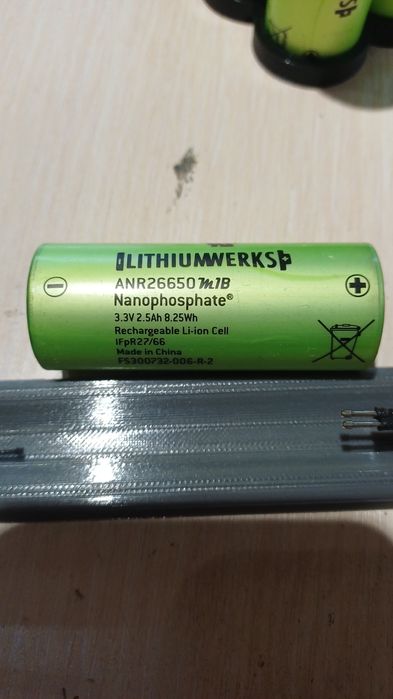 LITHIUMWERKS
ANR26650 m1B
Nanophosphate®
3.3V 2.5Ah 8.25Wh
Rechargeable Li-ion Cell
IFpR27/66
Made in China
FS300732-006-R-2